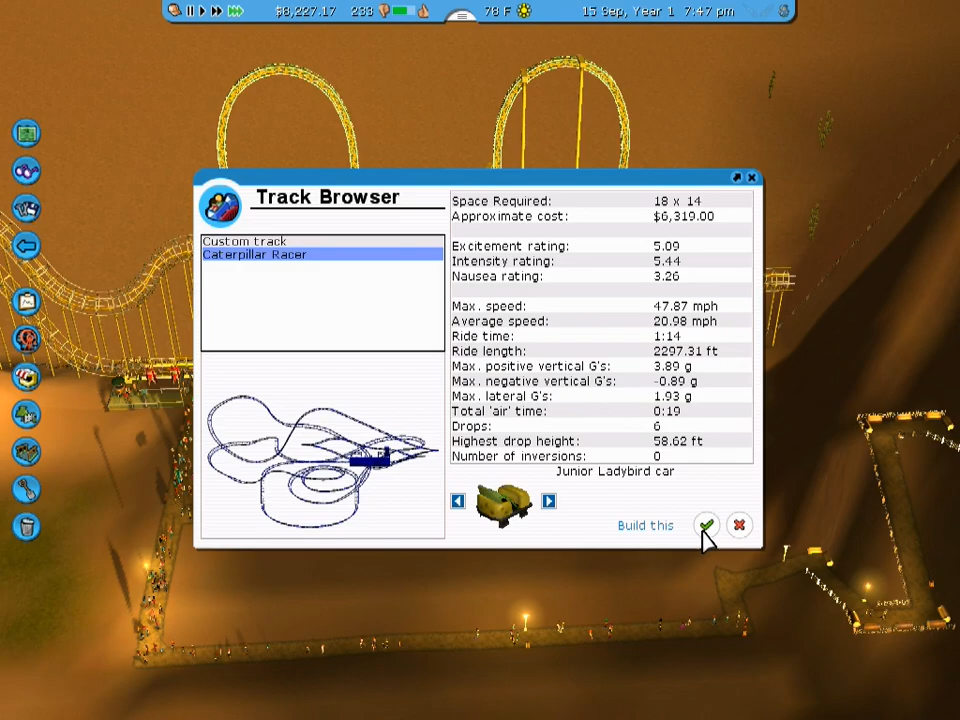 $8,227.17 233 78 F 15 Sep, Year 1 7:47 pm
Track Browser
Custom track
Caterpillar Racer
Space Required: 18 x 14
Approximate cost: $6,319.00
Excitement rating: 5.09
Intensity rating: 5.44
Nausea rating: 3.26
Max. speed: 47.87 mph
Average speed: 20.98 mph
Ride time: 1:14
Ride length: 2297.31 ft
Max. positive vertical G's: 3.89 g
Max. negative vertical G's: -0.89 g
Max. lateral G's: 1.93 g
Total 'air' time: 0:19
Drops: 6
Highest drop height: 58.62 ft
Number of inversions: 0
Junior Ladybird car
Build this